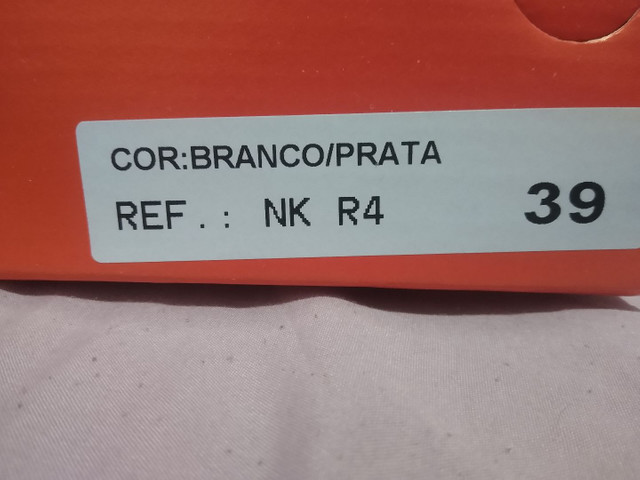 COR:BRANCO/PRATA
REF.: NK R4
39